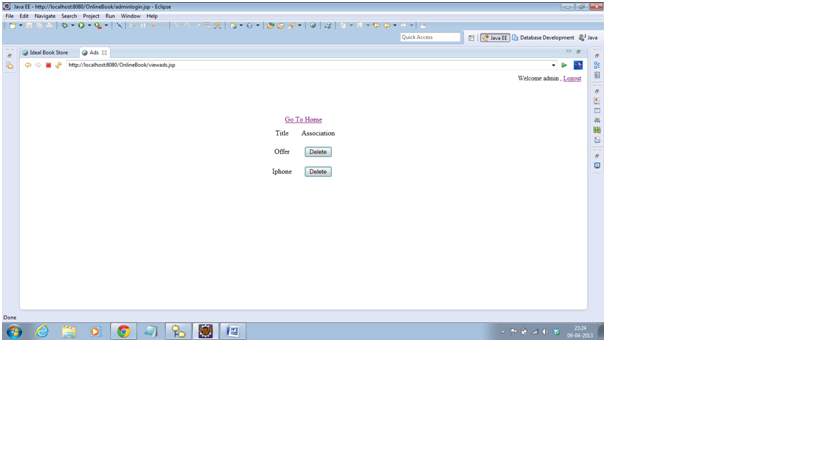 Java EE - http://localhost:8080/OnlineBook/adminlogin.jsp - Eclipse
File Edit Navigate Search Project Run Window Help
Quick Access
Java EE Database Development Java
Ideal Book Store Ads
http://localhost:8080/OnlineBook/viewads.jsp
Welcome admin , Logout
Go To Home
Title Association
Offer Delete
Iphone Delete
Done
23:24
06-04-2013